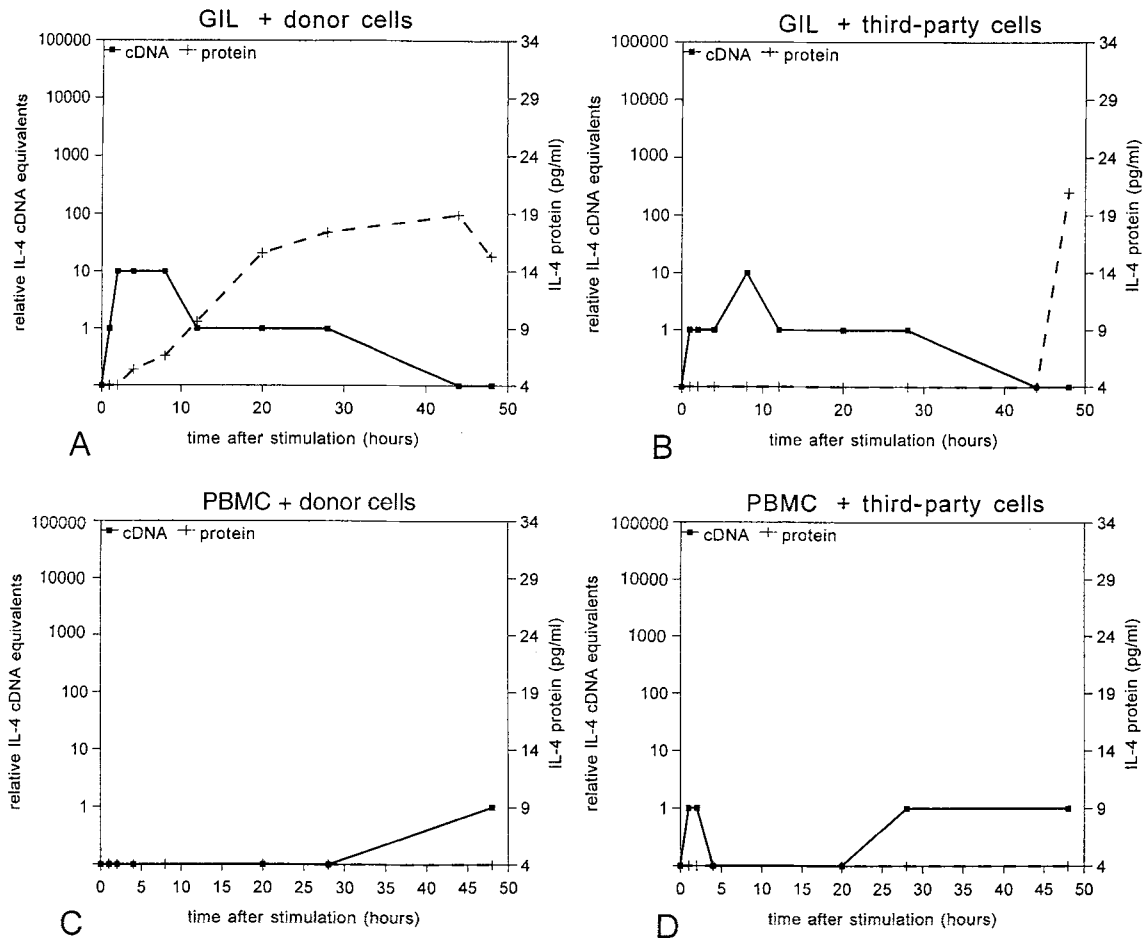 GIL + donor cells
cDNA protein
relative IL-4 cDNA equivalents
100000
10000
1000
100
10
1
IL-4 protein (pg/ml)
34
29
24
19
14
9
4
0 10 20 30 40 50
time after stimulation (hours)
A
GIL + third-party cells
cDNA protein
relative IL-4 cDNA equivalents
100000
10000
1000
100
10
1
IL-4 protein (pg/ml)
34
29
24
19
14
9
4
0 10 20 30 40 50
time after stimulation (hours)
B
PBMC + donor cells
cDNA protein
relative IL-4 cDNA equivalents
100000
10000
1000
100
10
1
IL-4 protein (pg/ml)
34
29
24
19
14
9
4
0 5 10 15 20 25 30 35 40 45 50
time after stimulation (hours)
C
PBMC + third-party cells
cDNA protein
relative IL-4 cDNA equivalents
100000
10000
1000
100
10
1
IL-4 protein (pg/ml)
34
29
24
19
14
9
4
0 5 10 15 20 25 30 35 40 45 50
time after stimulation (hours)
D